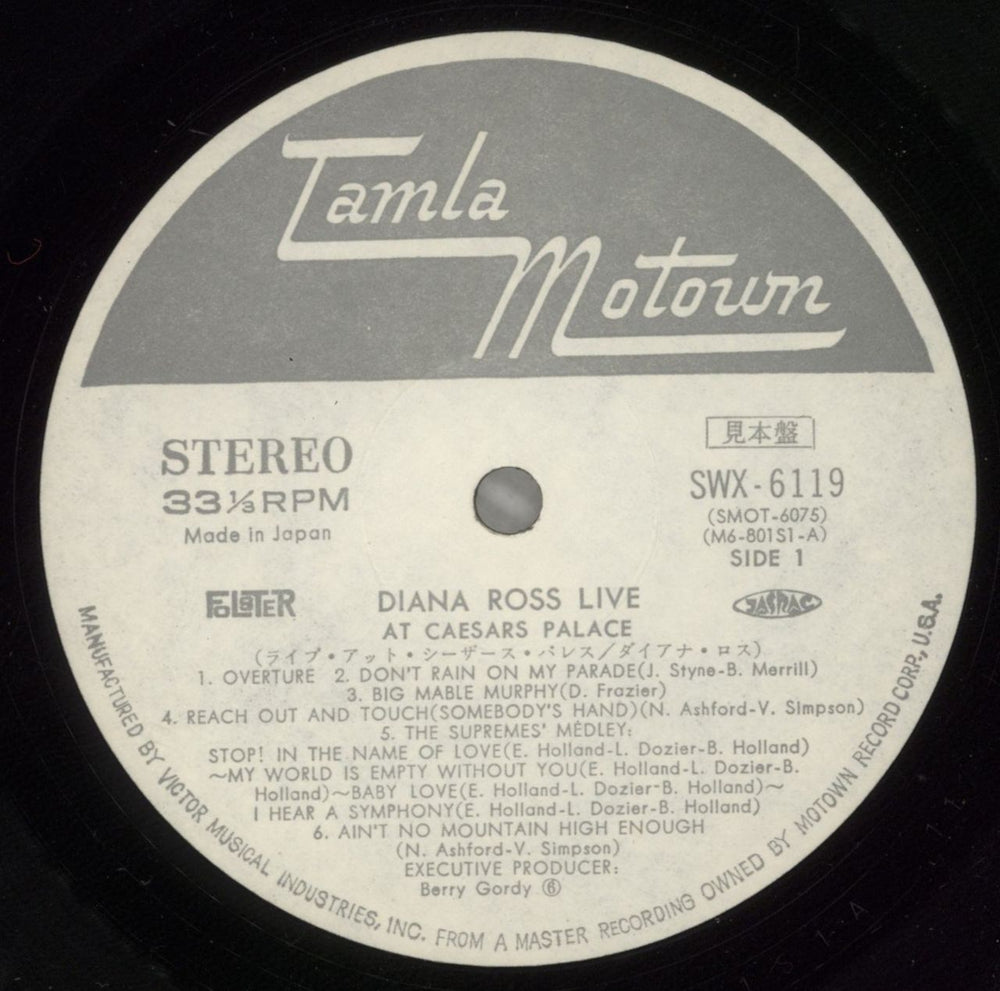 Tamla
Motown
STEREO
33⅓RPM
Made in Japan
見本盤
SWX-6119
(SMOT-6075)
(M6-801S1-A)
SIDE 1
FOLSTER
JASRAC
DIANA ROSS LIVE
AT CAESARS PALACE
(ライブ・アット・シーザース・パレス/ダイアナ・ロス)
1. OVERTURE 2. DON'T RAIN ON MY PARADE(J. Styne-B. Merrill)
3. BIG MABLE MURPHY(D. Frazier)
4. REACH OUT AND TOUCH(SOMEBODY'S HAND)(N. Ashford-V. Simpson)
5. THE SUPREMES' MEDLEY:
STOP! IN THE NAME OF LOVE(E. Holland-L. Dozier-B. Holland)
~MY WORLD IS EMPTY WITHOUT YOU(E. Holland-L. Dozier-B.
Holland)~BABY LOVE(E. Holland-L. Dozier-B. Holland)~
I HEAR A SYMPHONY(E. Holland-L. Dozier-B. Holland)
6. AIN'T NO MOUNTAIN HIGH ENOUGH
(N. Ashford-V. Simpson)
EXECUTIVE PRODUCER:
Berry Gordy ⑥
MANUFACTURED BY VICTOR MUSICAL INDUSTRIES, INC. FROM A MASTER RECORDING OWNED BY MOTOWN RECORD CORP., U.S.A.